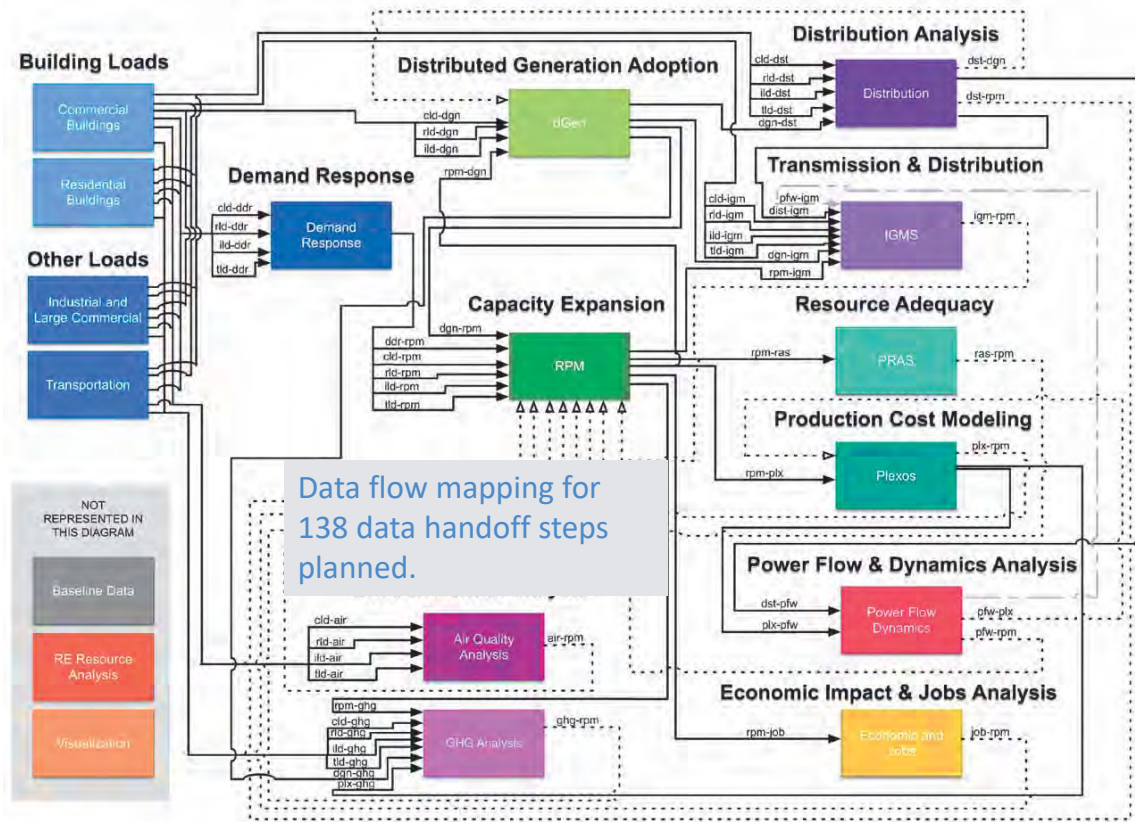 Building Loads
Commercial
Buildings
Residential
Buildings
Other Loads
Industrial and
Large Commercial
Transportation
NOT
REPRESENTED IN
THIS DIAGRAM
Baseline Data
RE Resource
Analysis
Visualization
Demand Response
cld-ddr
rld-ddr
ild-ddr
tld-ddr
Demand
Response
Distributed Generation Adoption
cld-dgn
rld-dgn
ild-dgn
rpm-dgn
dGen
Capacity Expansion
dgn-rpm
ddr-rpm
cld-rpm
rld-rpm
ild-rpm
tld-rpm
RPM
Data flow mapping for
138 data handoff steps
planned.
cld-air
rld-air
ild-air
tld-air
Air Quality
Analysis
air-rpm
rpm-ghg
cld-ghg
rld-ghg
ild-ghg
tld-ghg
dgn-ghg
plx-ghg
GHG Analysis
ghg-rpm
Distribution Analysis
cld-dst
rld-dst
ild-dst
tld-dst
dgn-dst
Distribution
dst-dgn
dst-rpm
Transmission & Distribution
pfw-igm
cld-igm
dist-igm
rld-igm
ild-igm
tld-igm
dgn-igm
rpm-igm
IGMS
igm-rpm
Resource Adequacy
rpm-ras
PRAS
ras-rpm
Production Cost Modeling
rpm-plx
Plexos
plx-rpm
Power Flow & Dynamics Analysis
dst-pfw
plx-pfw
Power Flow
Dynamics
pfw-plx
pfw-rpm
Economic Impact & Jobs Analysis
rpm-job
Economic and
Jobs
job-rpm